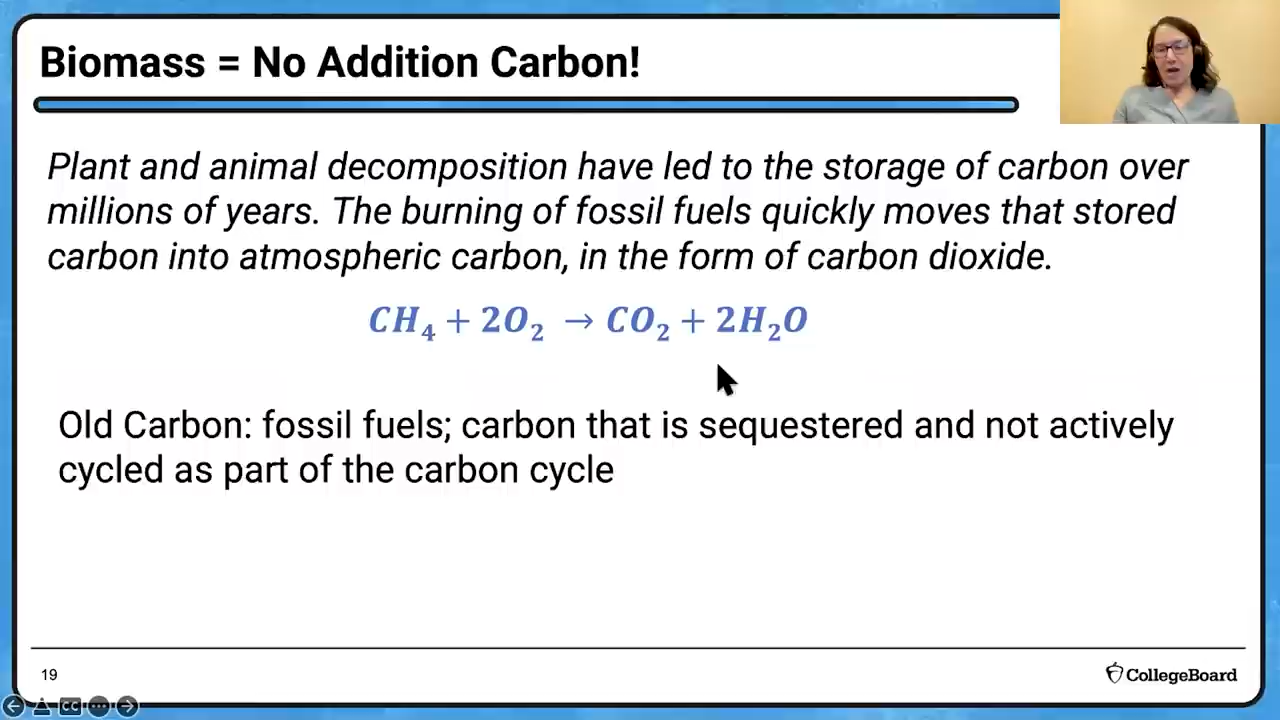 Biomass = No Addition Carbon!
Plant and animal decomposition have led to the storage of carbon over
millions of years. The burning of fossil fuels quickly moves that stored
carbon into atmospheric carbon, in the form of carbon dioxide.
CH₄ + 2O₂ → CO₂ + 2H₂O
Old Carbon: fossil fuels; carbon that is sequestered and not actively
cycled as part of the carbon cycle
19
CollegeBoard
CC